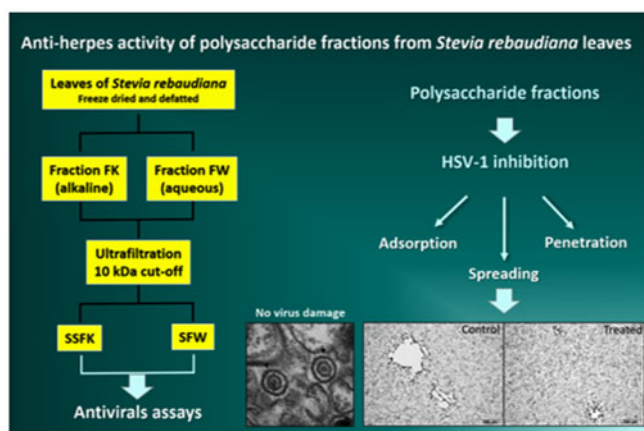 Anti-herpes activity of polysaccharide fractions from Stevia rebaudiana leaves
Leaves of Stevia rebaudiana
Freeze dried and defatted
Fraction FK
(alkaline)
Fraction FW
(aqueous)
Ultrafiltration
10 kDa cut-off
SSFK
SFW
Antivirals assays
Polysaccharide fractions
HSV-1 inhibition
Adsorption
Penetration
Spreading
No virus damage
Control
Treated